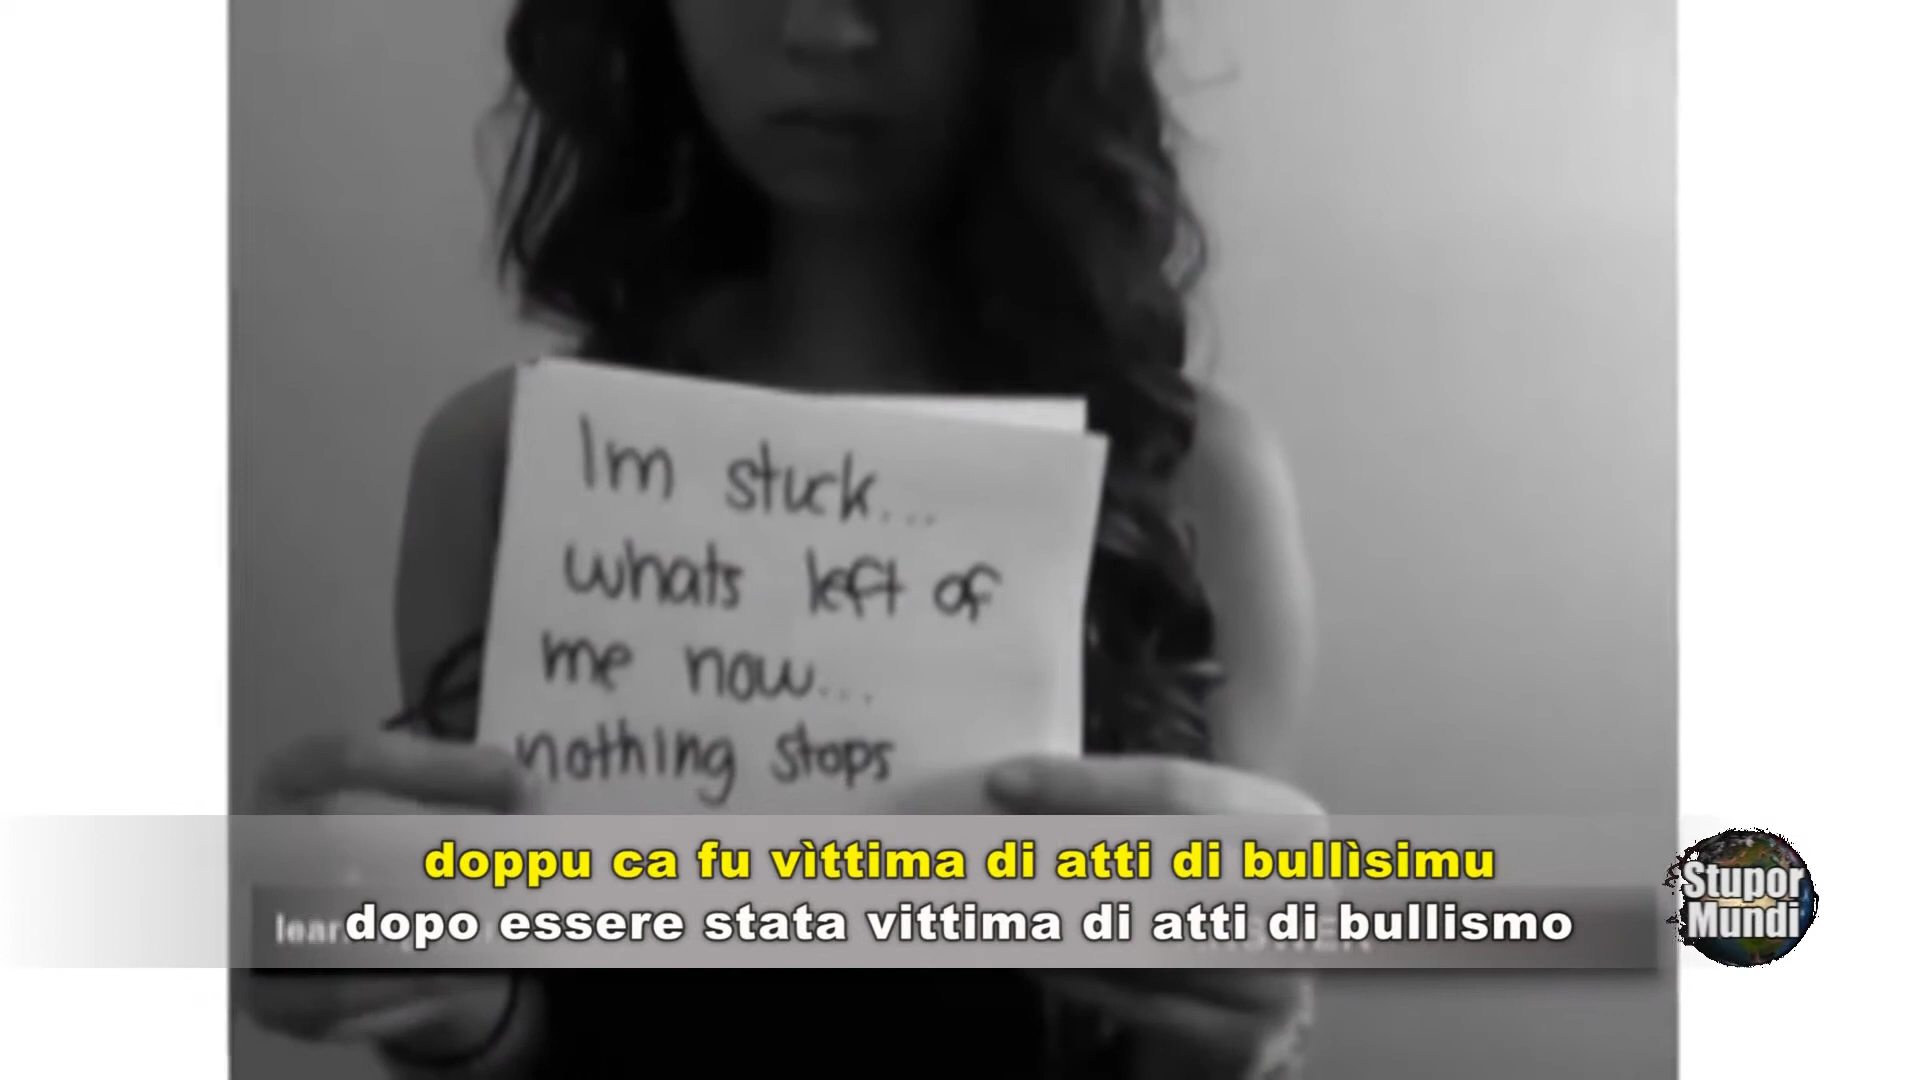 Im stuck...
whats left of
me now...
nothing stops
doppu ca fu vìttima di atti di bullìsimu
dopo essere stata vittima di atti di bullismo
Stupor
Mundi